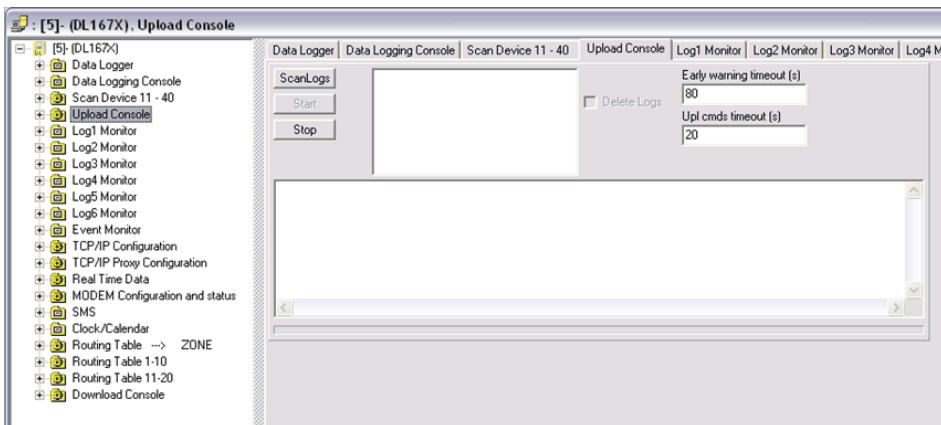 : [5]- (DL167X), Upload Console
[5]- (DL167X)
Data Logger
Data Logging Console
Scan Device 11 - 40
Upload Console
Log1 Monitor
Log2 Monitor
Log3 Monitor
Log4 Monitor
Log5 Monitor
Log6 Monitor
Event Monitor
TCP/IP Configuration
TCP/IP Proxy Configuration
Real Time Data
MODEM Configuration and status
SMS
Clock/Calendar
Routing Table ---> ZONE
Routing Table 1-10
Routing Table 11-20
Download Console
Data Logger Data Logging Console Scan Device 11 - 40 Upload Console Log1 Monitor Log2 Monitor Log3 Monitor Log4 M
ScanLogs
Start
Stop
Delete Logs
Early warning timeout (s)
80
Upl cmds timeout (s)
20